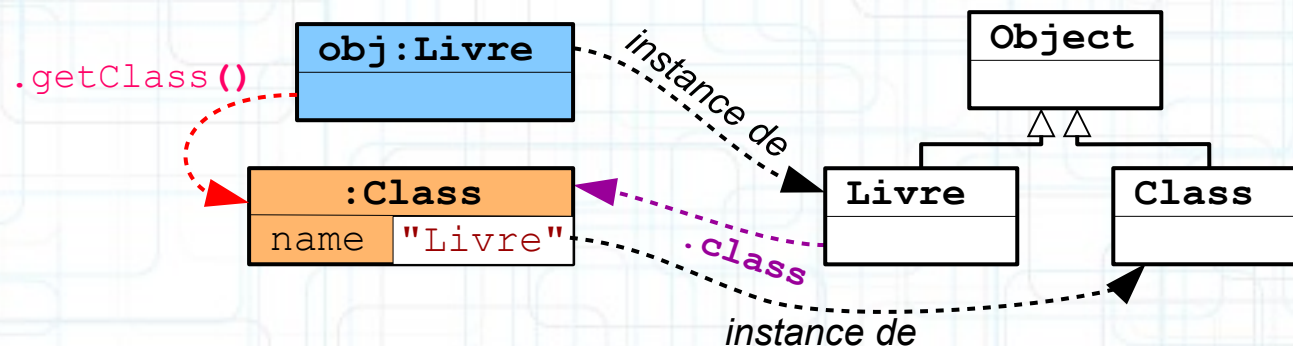 obj:Livre
Object
.getClass()
instance de
:Class
name "Livre"
.class
Livre
Class
instance de